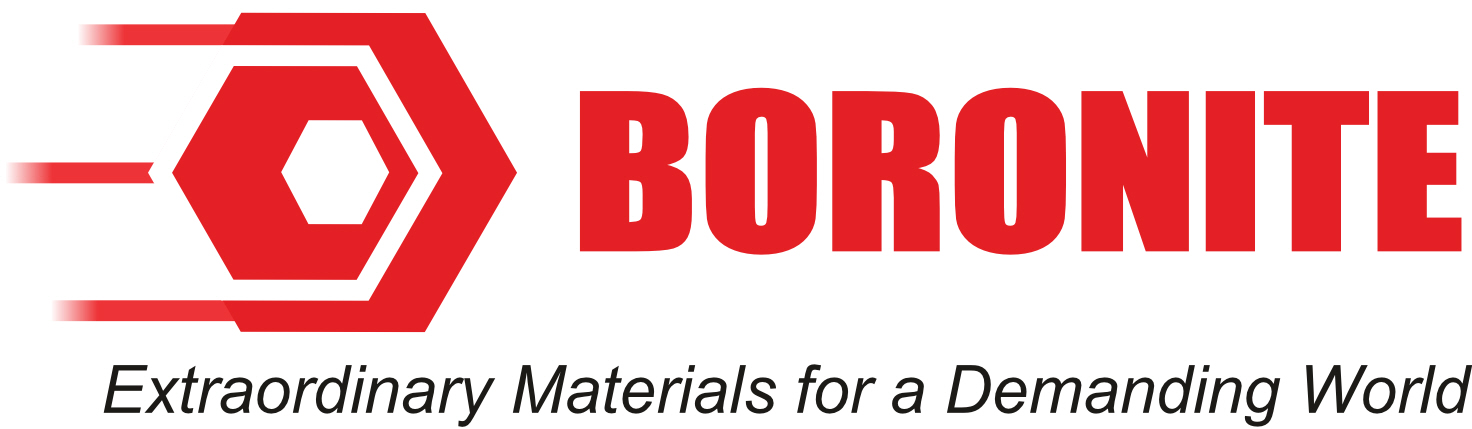 BORONITE
Extraordinary Materials for a Demanding World